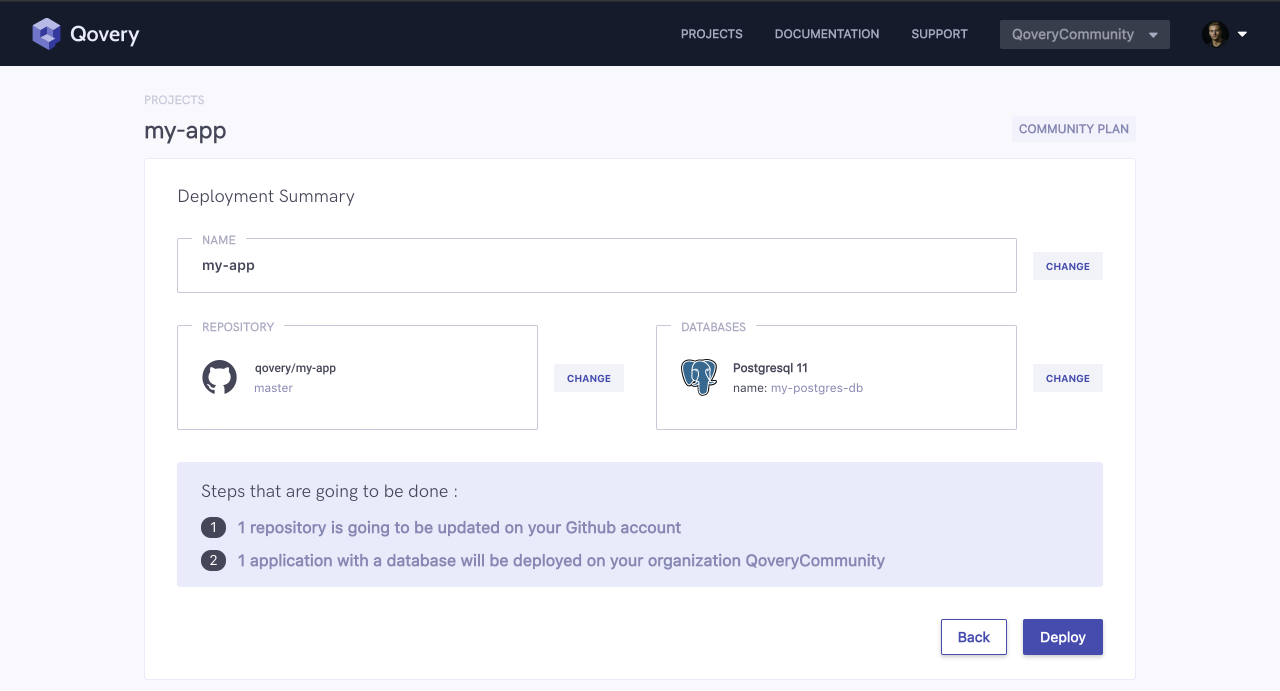 Qovery
PROJECTS
DOCUMENTATION
SUPPORT
QoveryCommunity
PROJECTS
my-app
COMMUNITY PLAN
Deployment Summary
NAME
my-app
CHANGE
REPOSITORY
qovery/my-app
master
CHANGE
DATABASES
Postgresql 11
name: my-postgres-db
CHANGE
Steps that are going to be done :
1 1 repository is going to be updated on your Github account
2 1 application with a database will be deployed on your organization QoveryCommunity
Back
Deploy